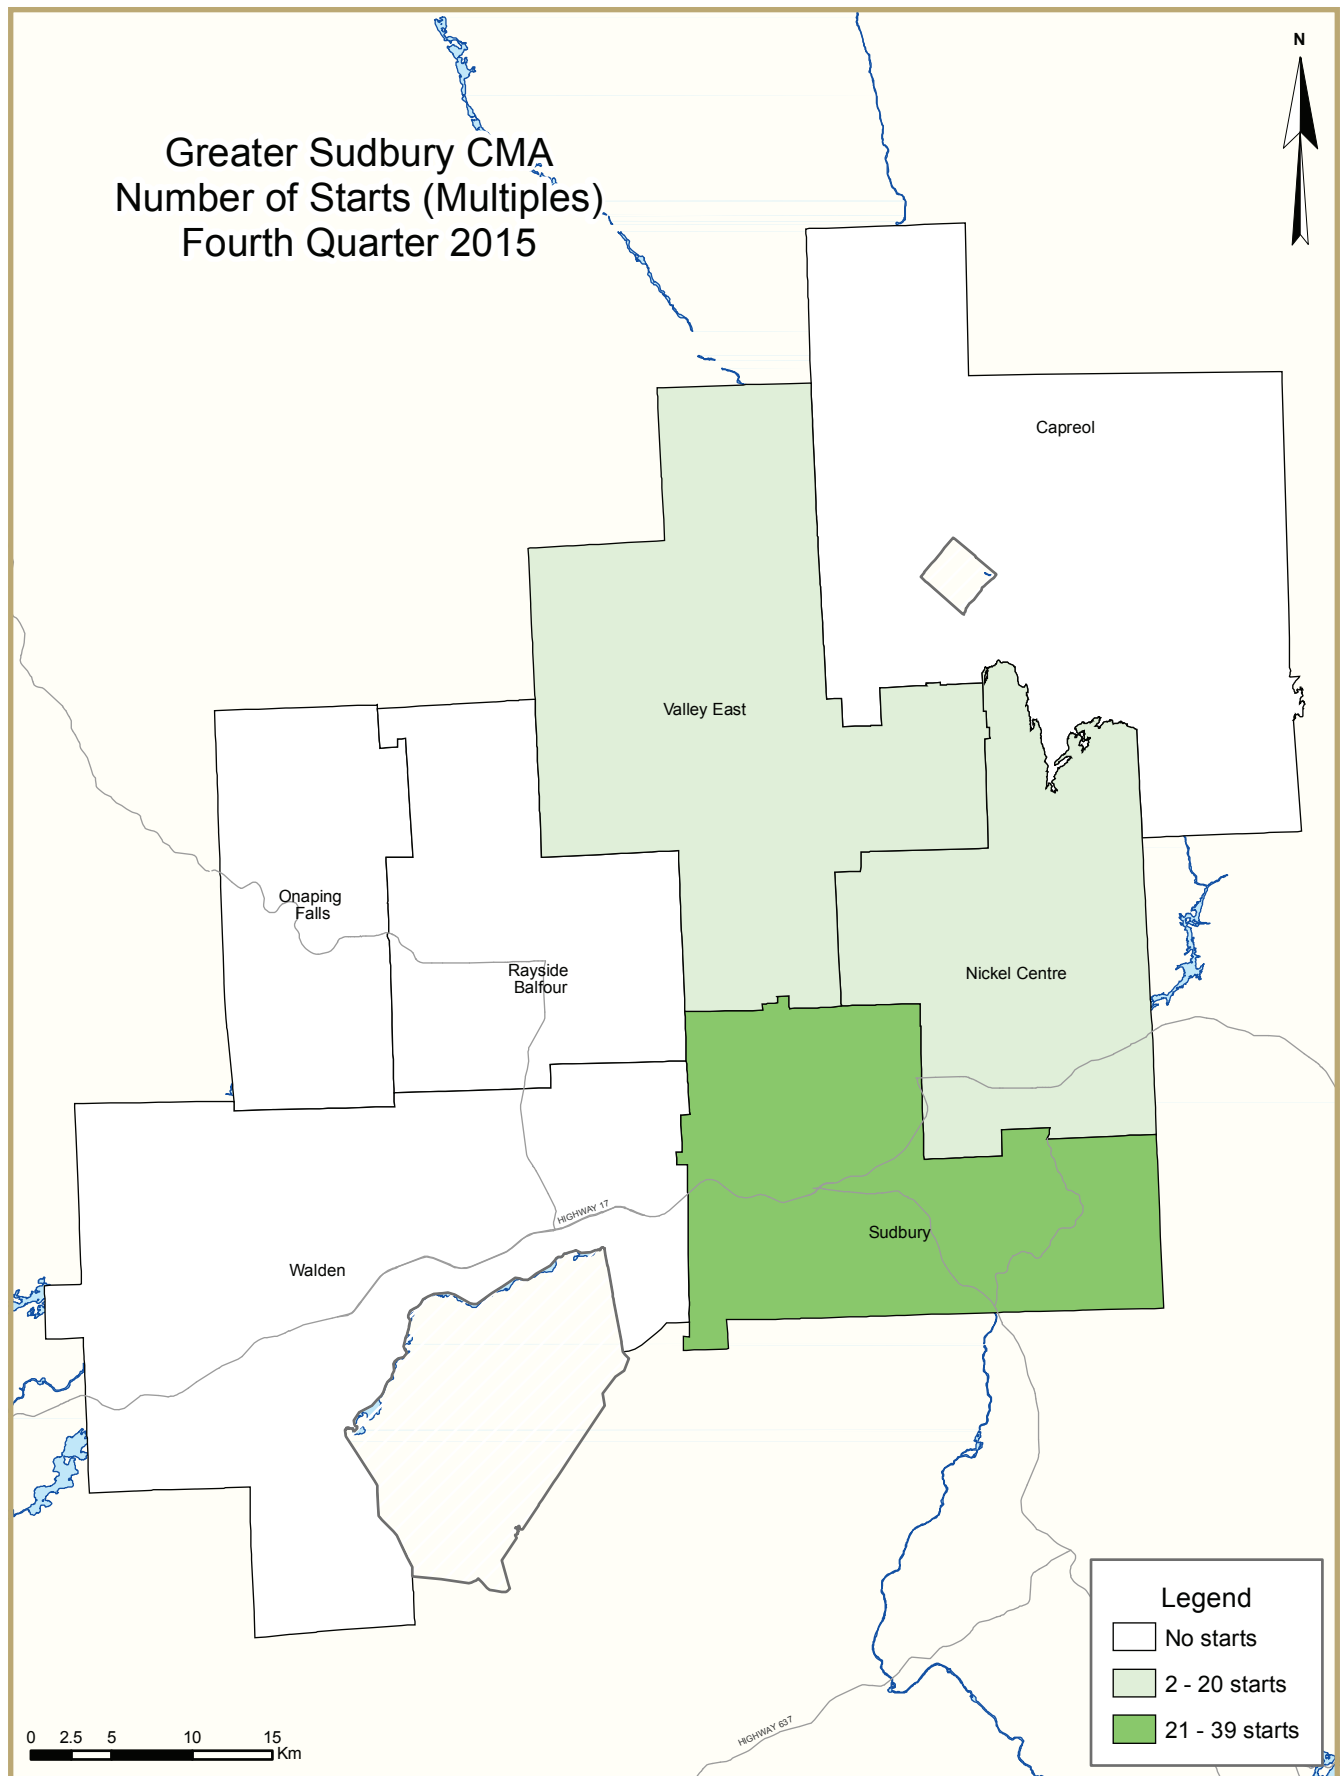 N
Greater Sudbury CMA
Number of Starts (Multiples)
Fourth Quarter 2015
Capreol
Valley East
Onaping
Falls
Rayside
Balfour
Nickel Centre
HIGHWAY 17
Sudbury
Walden
HIGHWAY 637
Legend
No starts
2 - 20 starts
21 - 39 starts
0 2.5 5 10 15
Km